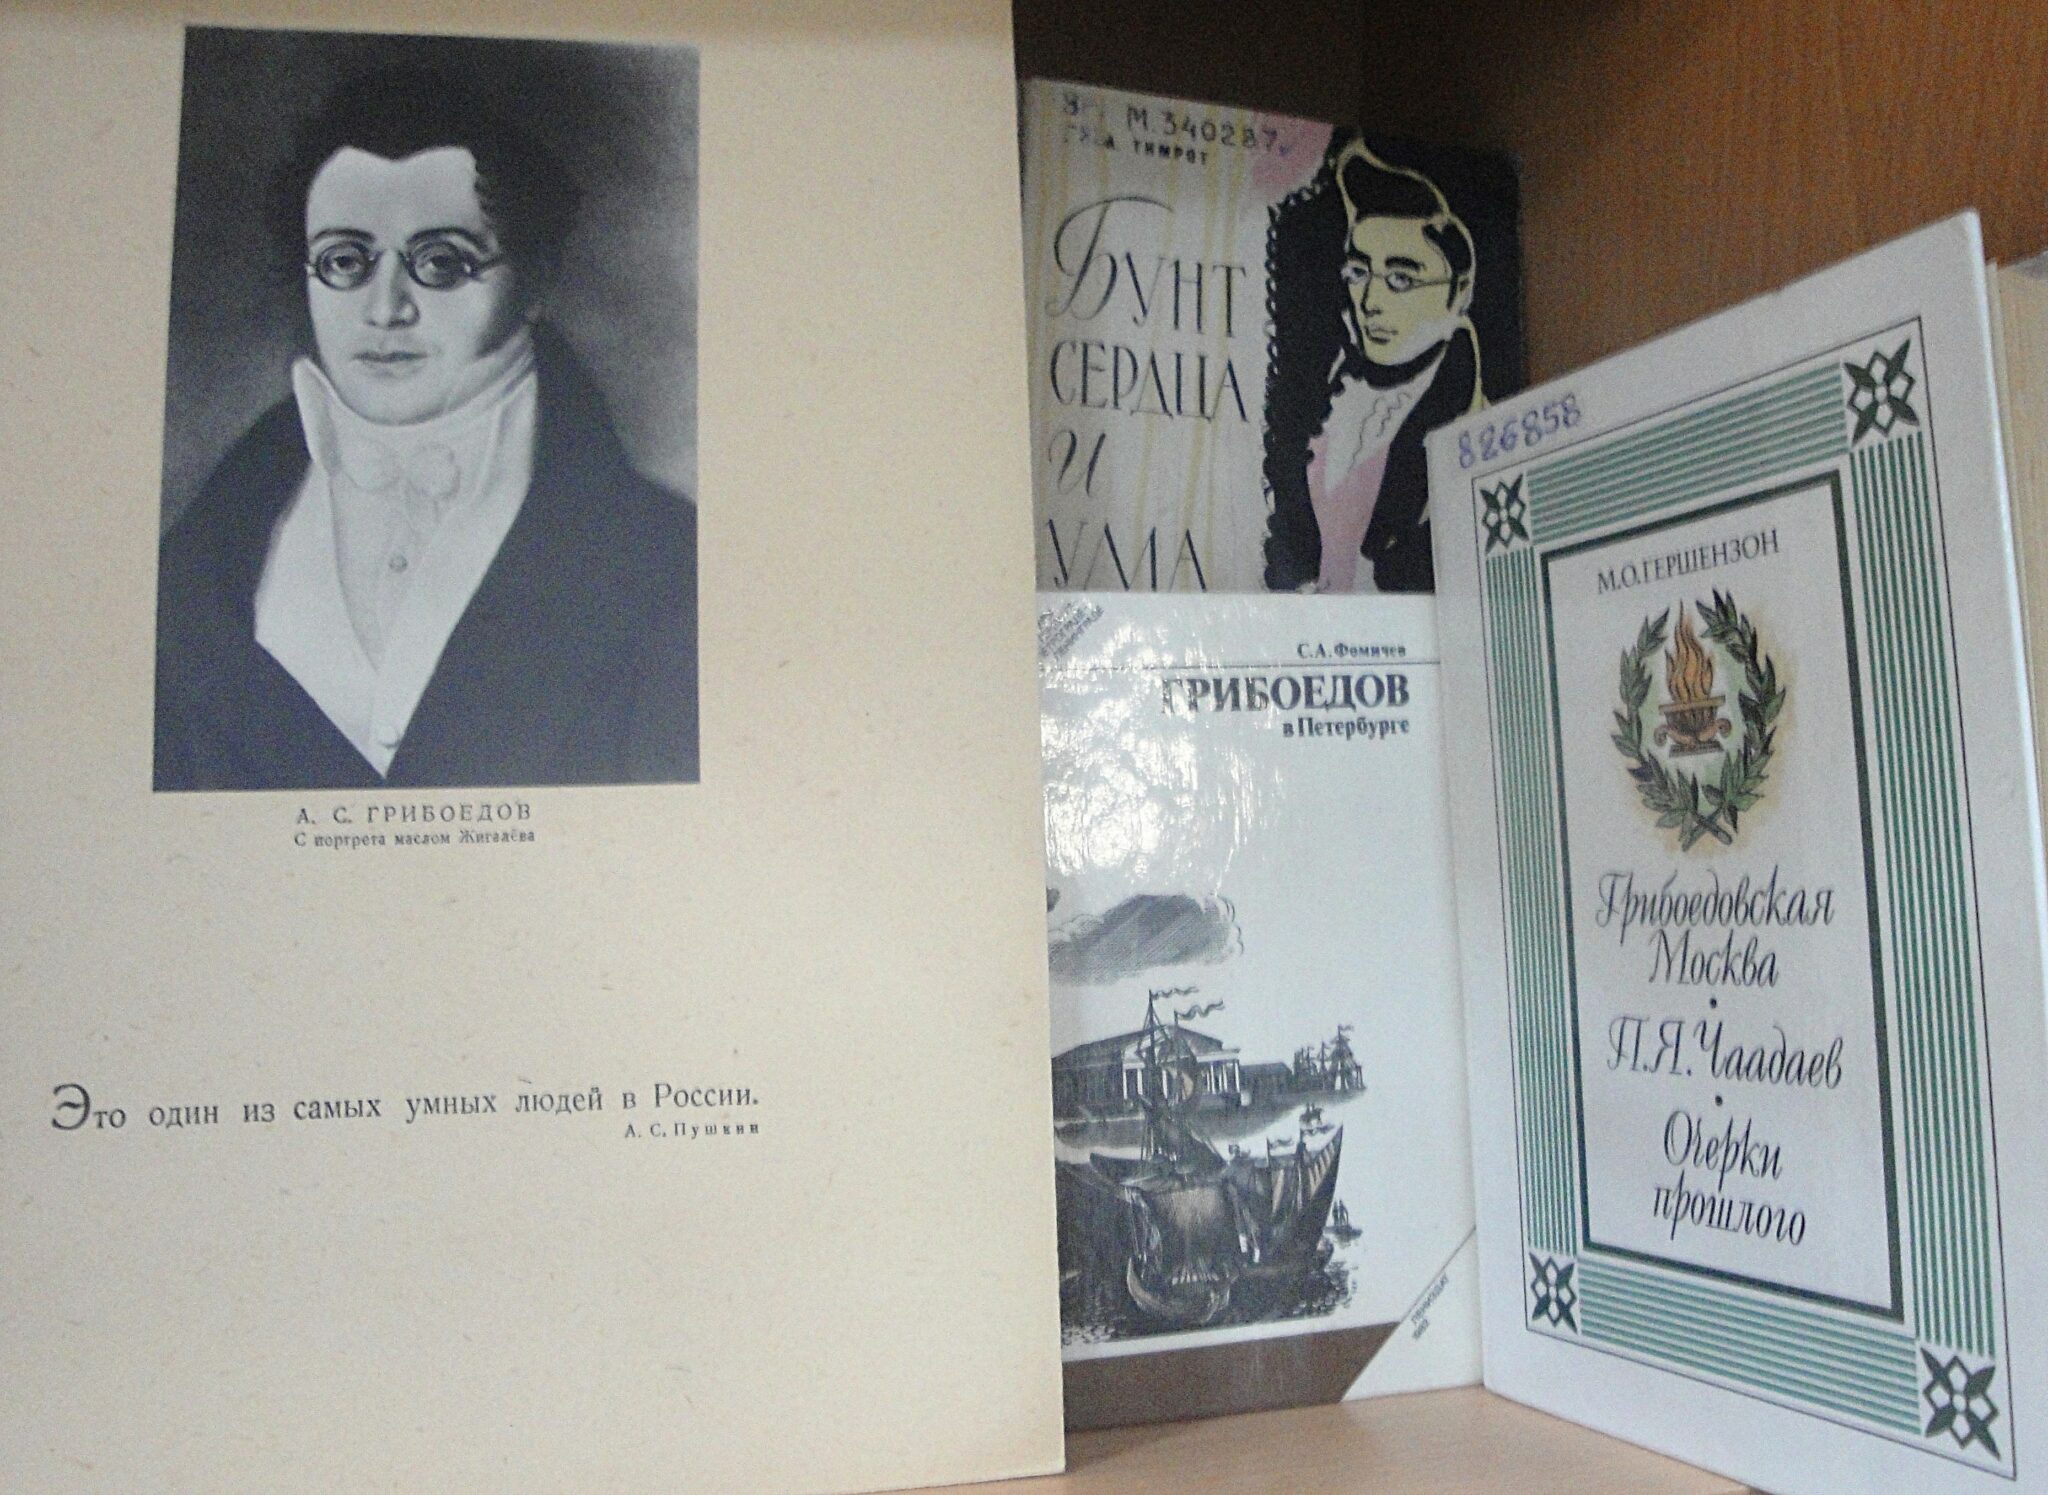 А. С. ГРИБОЕДОВ
С портрета маслом Жигалёва
Это один из самых умных людей в России.
А. С. Пушкин
М. 340287
А. ТИМРОТ
БУНТ
СЕРДЦА
И
УМА
С.А.Фомичев
ГРИБОЕДОВ
в Петербурге
826858
М.О.ГЕРШЕНЗОН
Грибоедовская
Москва
•
П.Я.Чаадаев
•
Очерки
прошлого